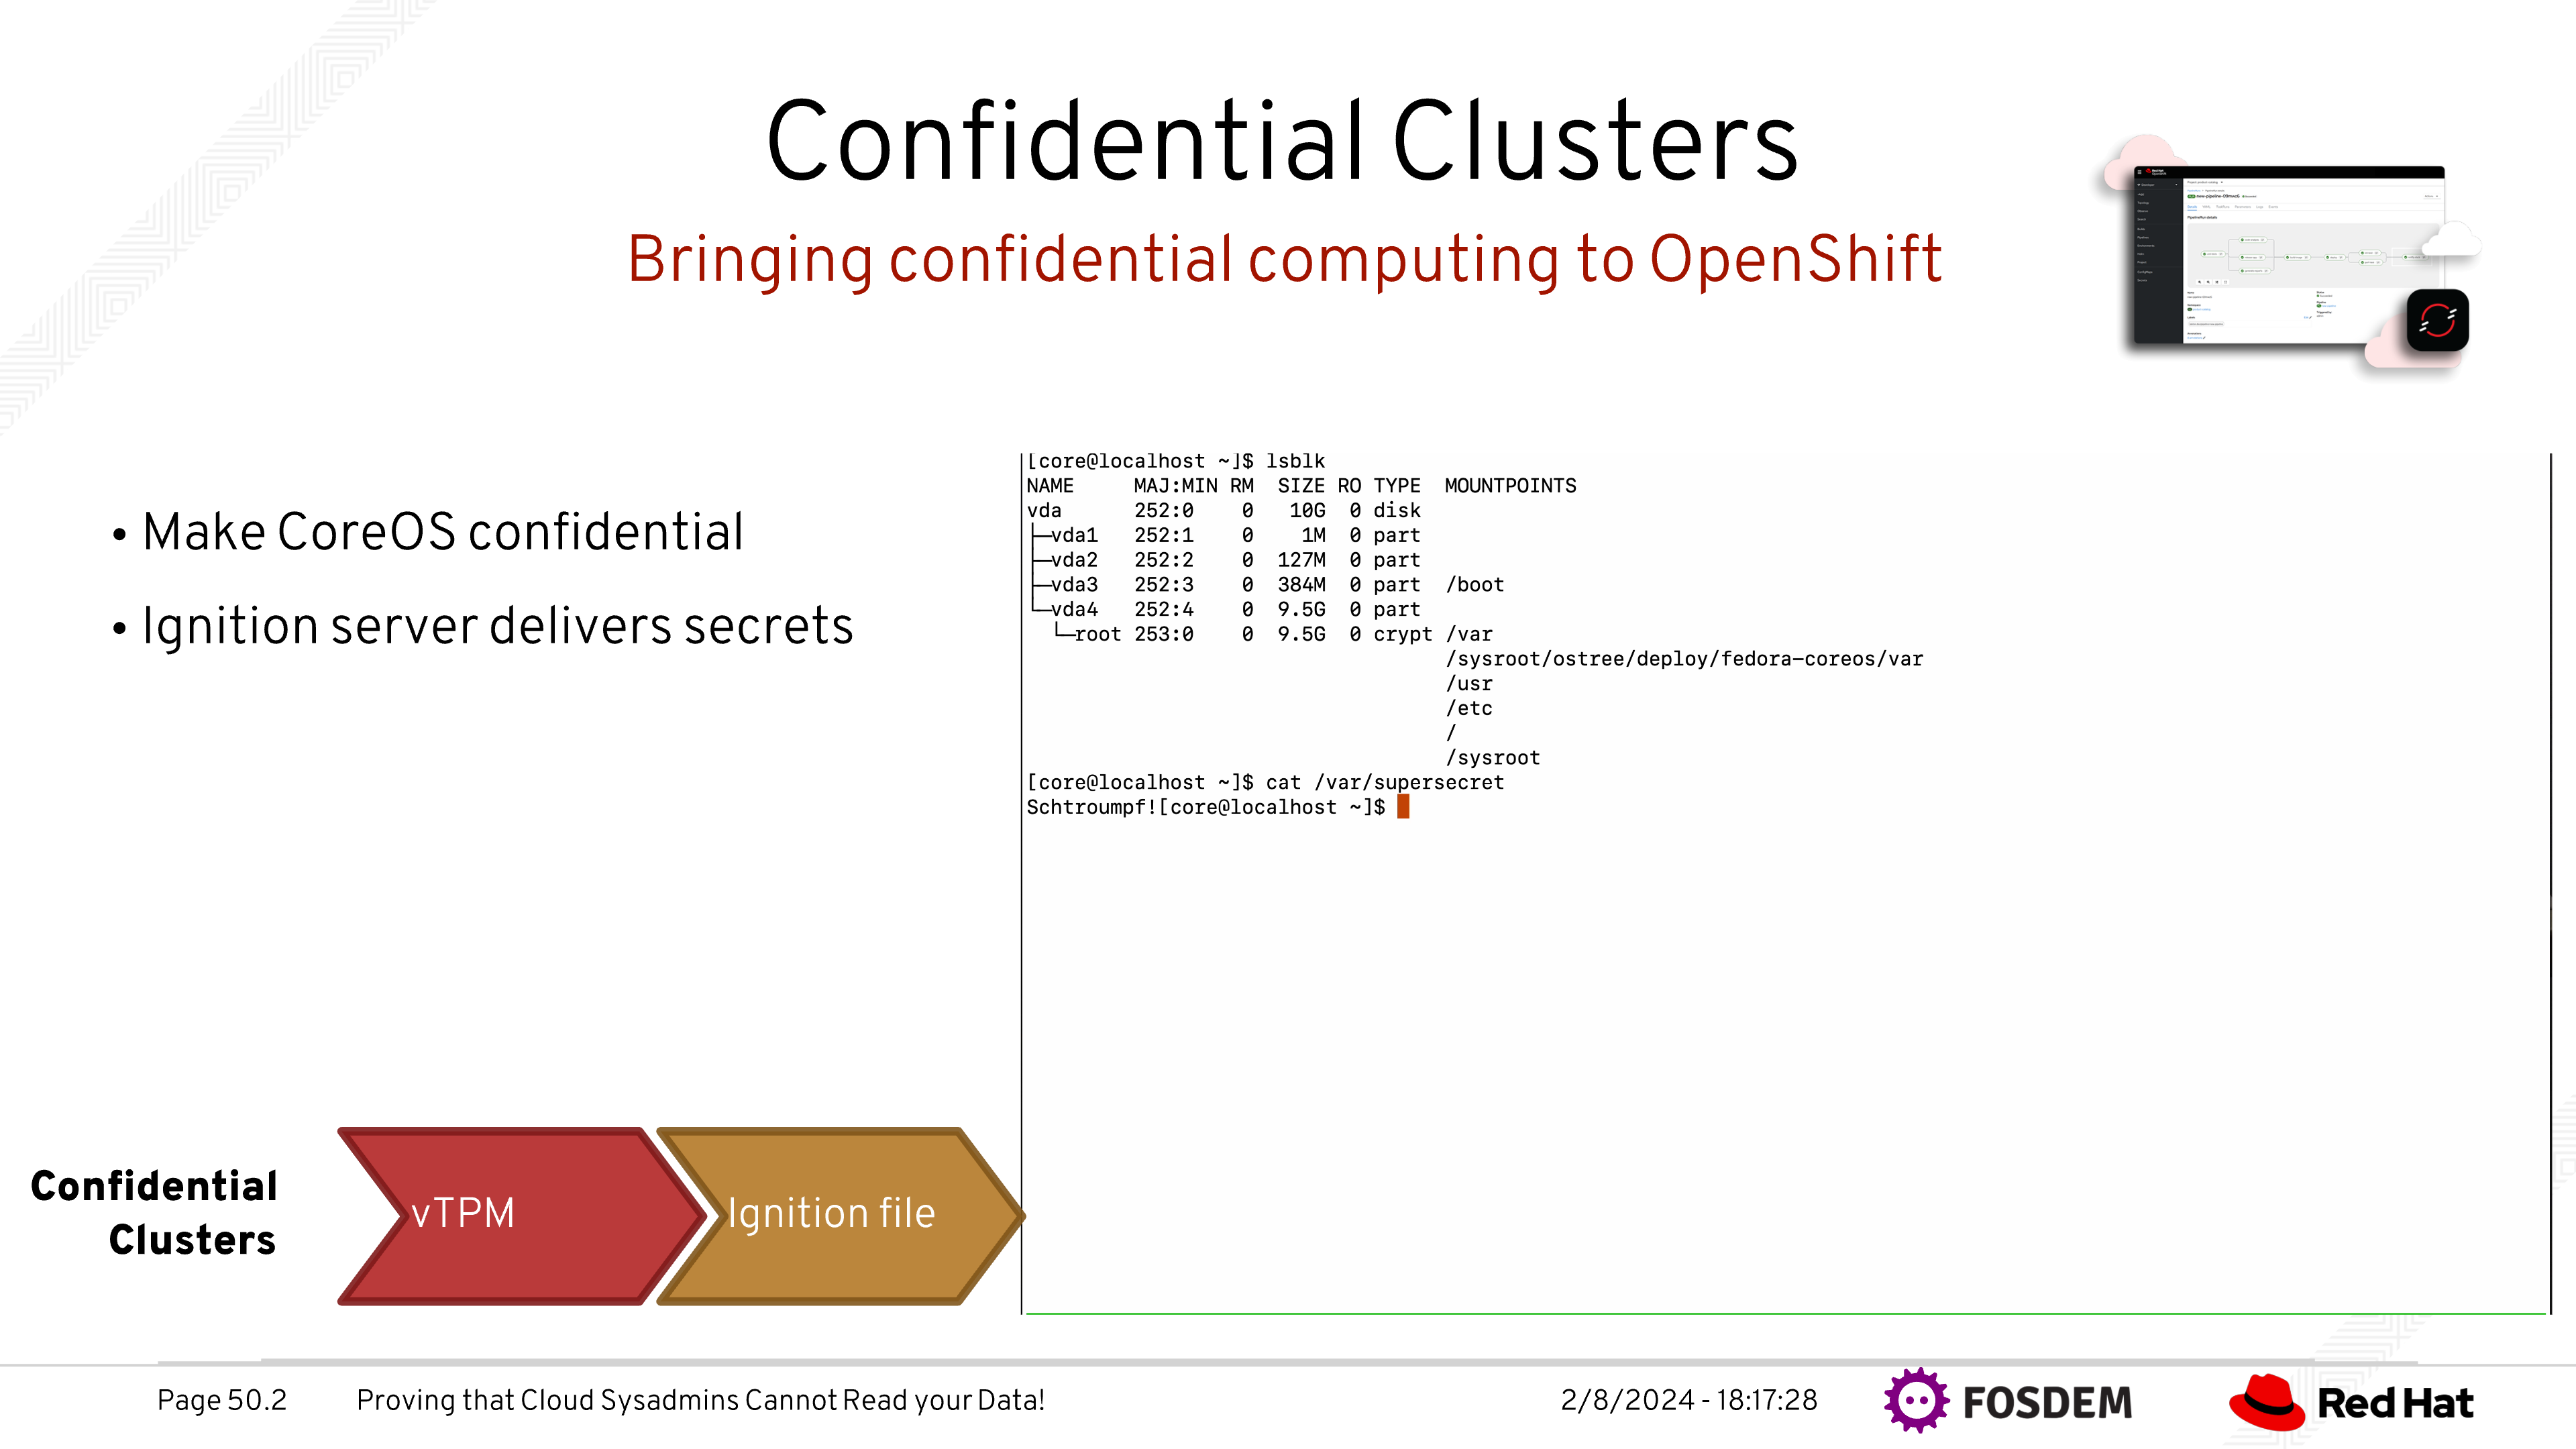 Confidential Clusters
Bringing confidential computing to OpenShift
• Make CoreOS confidential
• Ignition server delivers secrets
[core@localhost ~]$ lsblk
NAME     MAJ:MIN RM  SIZE RO TYPE  MOUNTPOINTS
vda      252:0    0   10G  0 disk
├─vda1   252:1    0    1M  0 part
├─vda2   252:2    0  127M  0 part
├─vda3   252:3    0  384M  0 part  /boot
└─vda4   252:4    0  9.5G  0 part
  └─root 253:0    0  9.5G  0 crypt /var
/sysroot/ostree/deploy/fedora-coreos/var
/usr
/etc
/
/sysroot
[core@localhost ~]$ cat /var/supersecret
Schtroumpf![core@localhost ~]$
Confidential
Clusters
vTPM
Ignition file
Page 50.2
Proving that Cloud Sysadmins Cannot Read your Data!
2/8/2024 - 18:17:28
FOSDEM
Red Hat